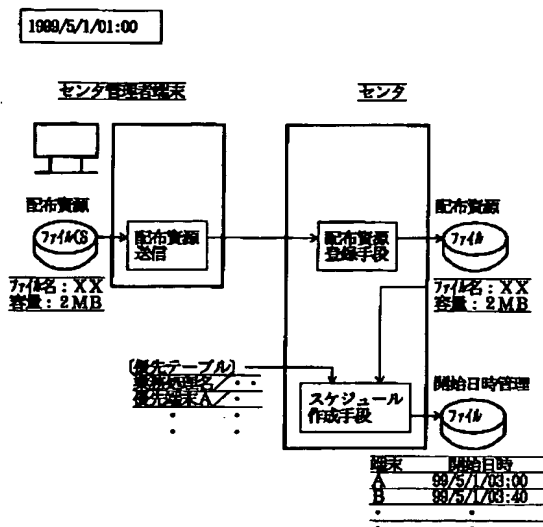 1999/5/1/01:00
センタ管理者端末
センタ
配布資源
ファイル(S
ファイル名：XX
容量：2MB
配布資源
送信
配布資源
登録手段
配布資源
ファイル
ファイル名：XX
容量：2MB
〔優先テーブル〕
業務処理名／・・
優先端末A／・
・ ・
・ ・
スケジュール
作成手段
開始日時管理
ファイル
端末 開始日時
A 99/5/1/03:00
B 99/5/1/03:40
・ ・